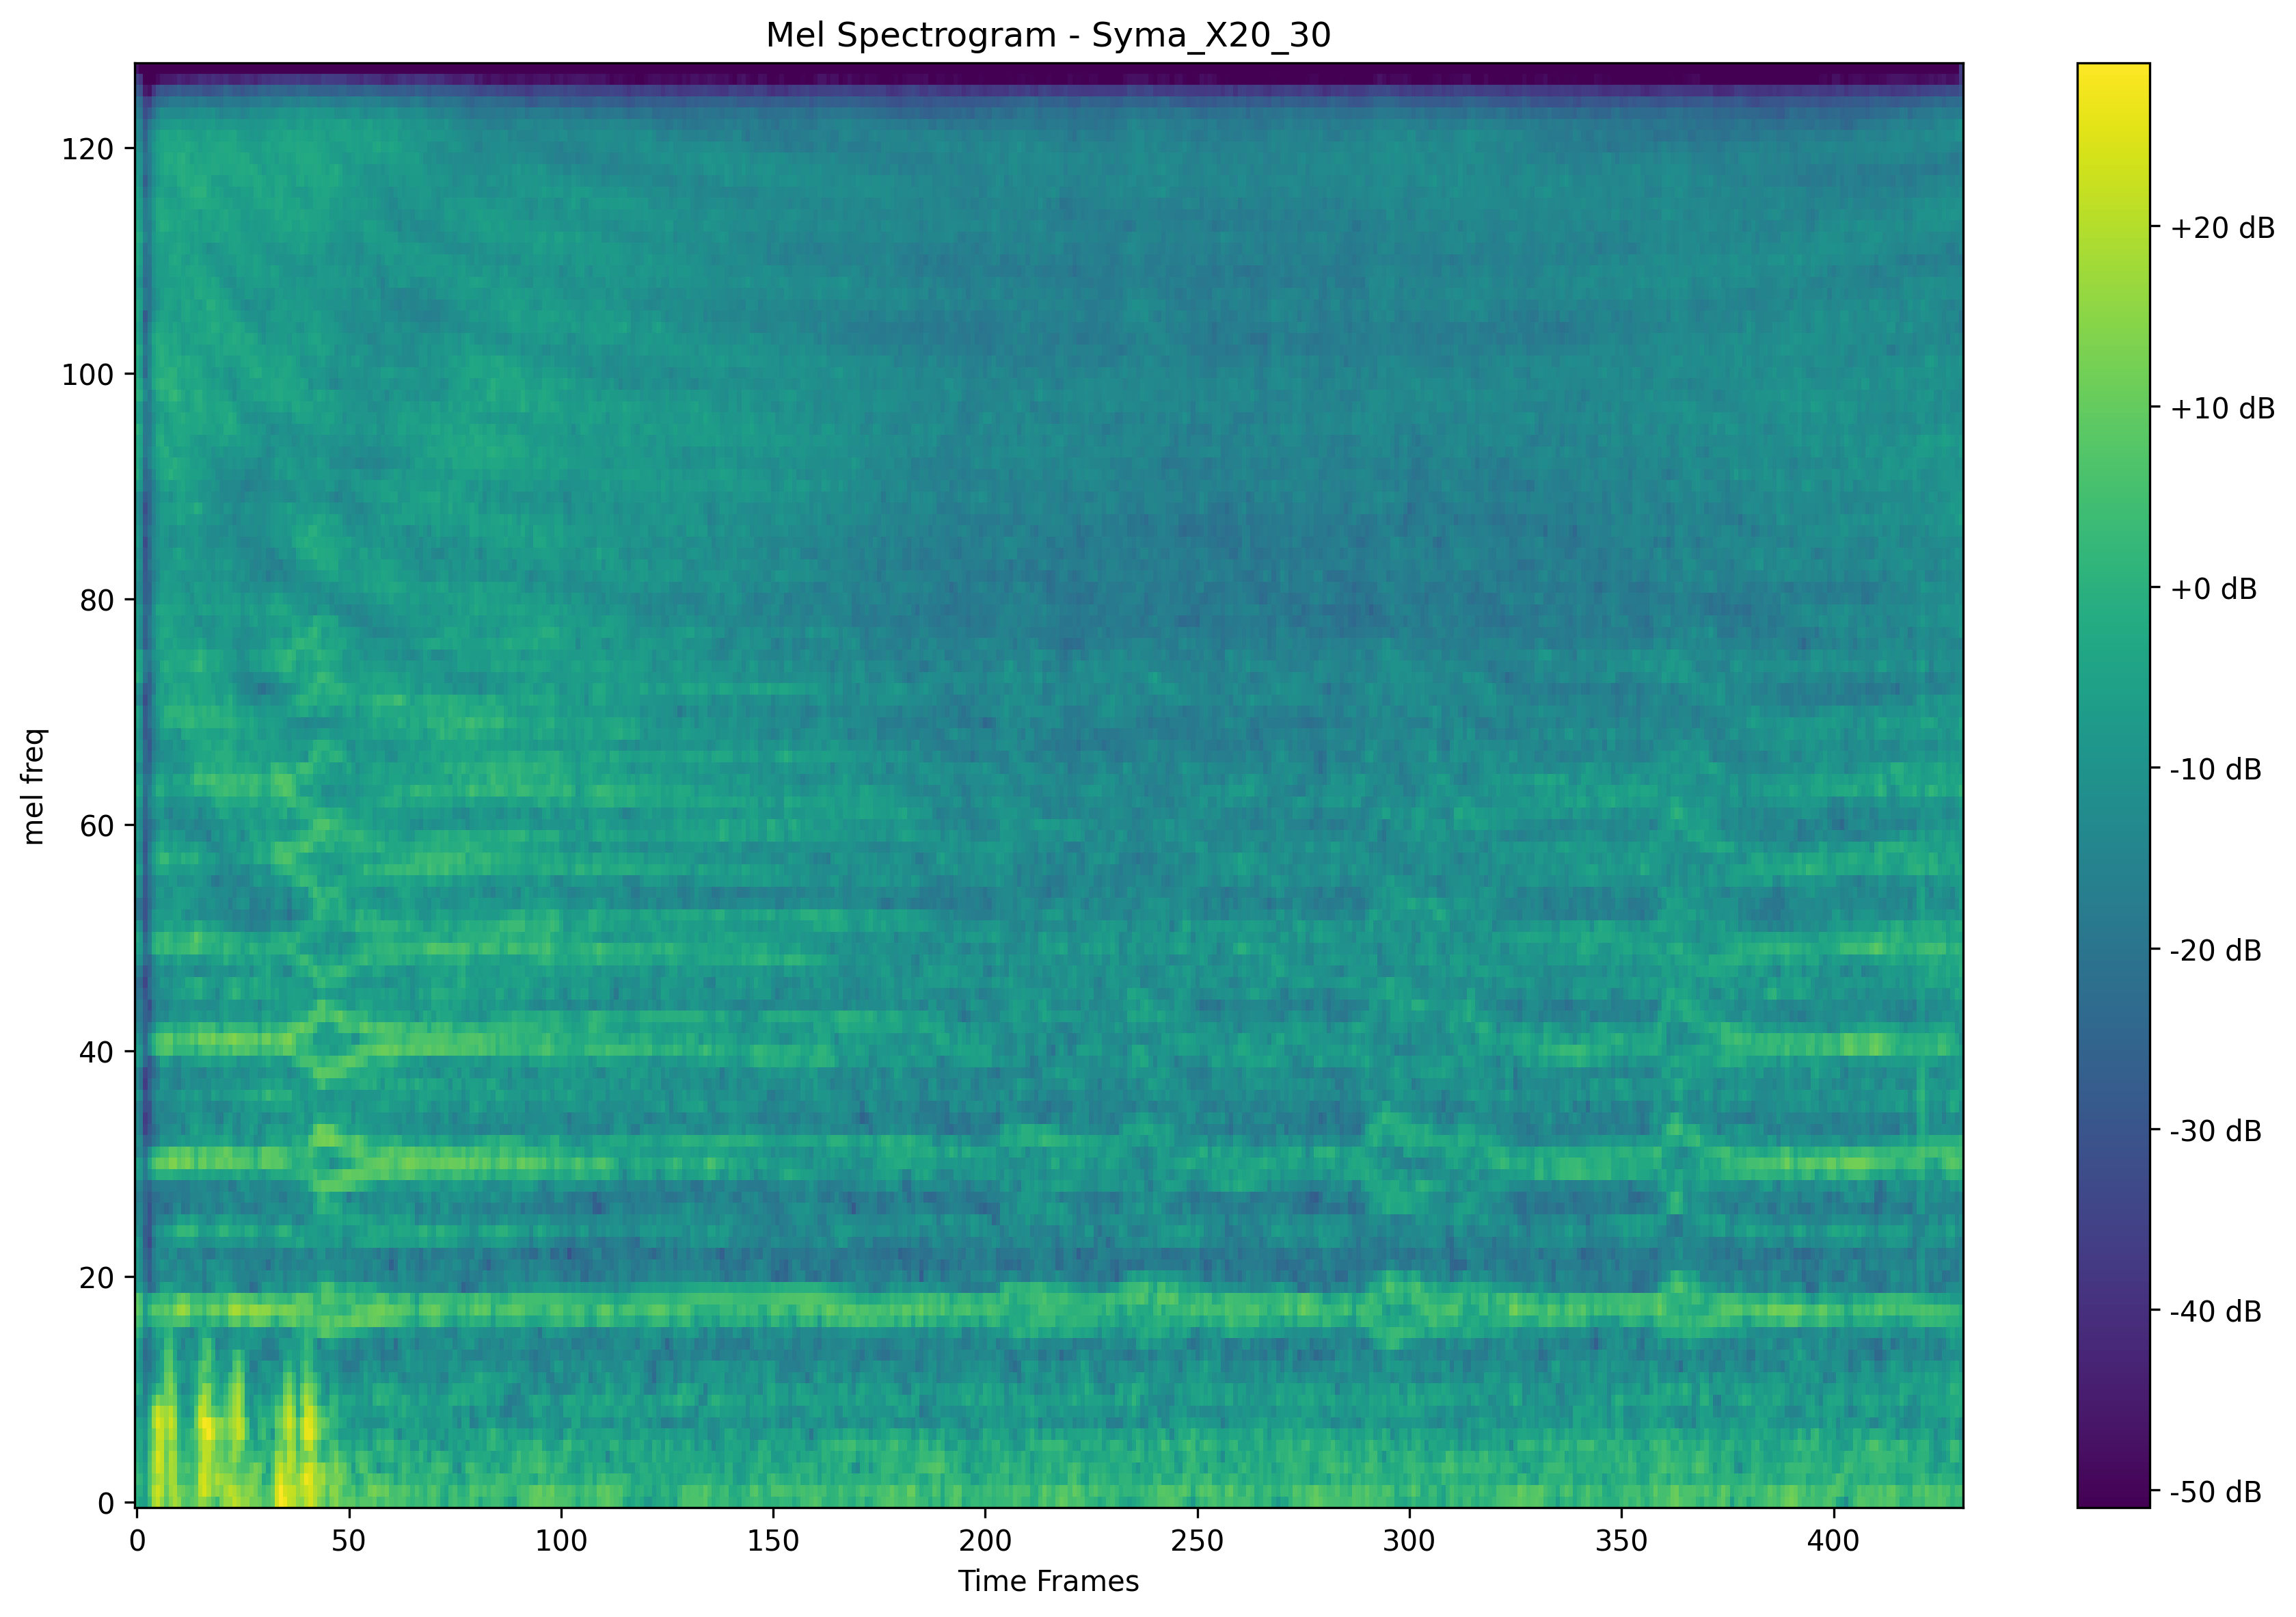 Mel Spectrogram - Syma_X20_30
mel freq
120
100
80
60
40
20
0
0 50 100 150 200 250 300 350 400
Time Frames
+20 dB
+10 dB
+0 dB
-10 dB
-20 dB
-30 dB
-40 dB
-50 dB